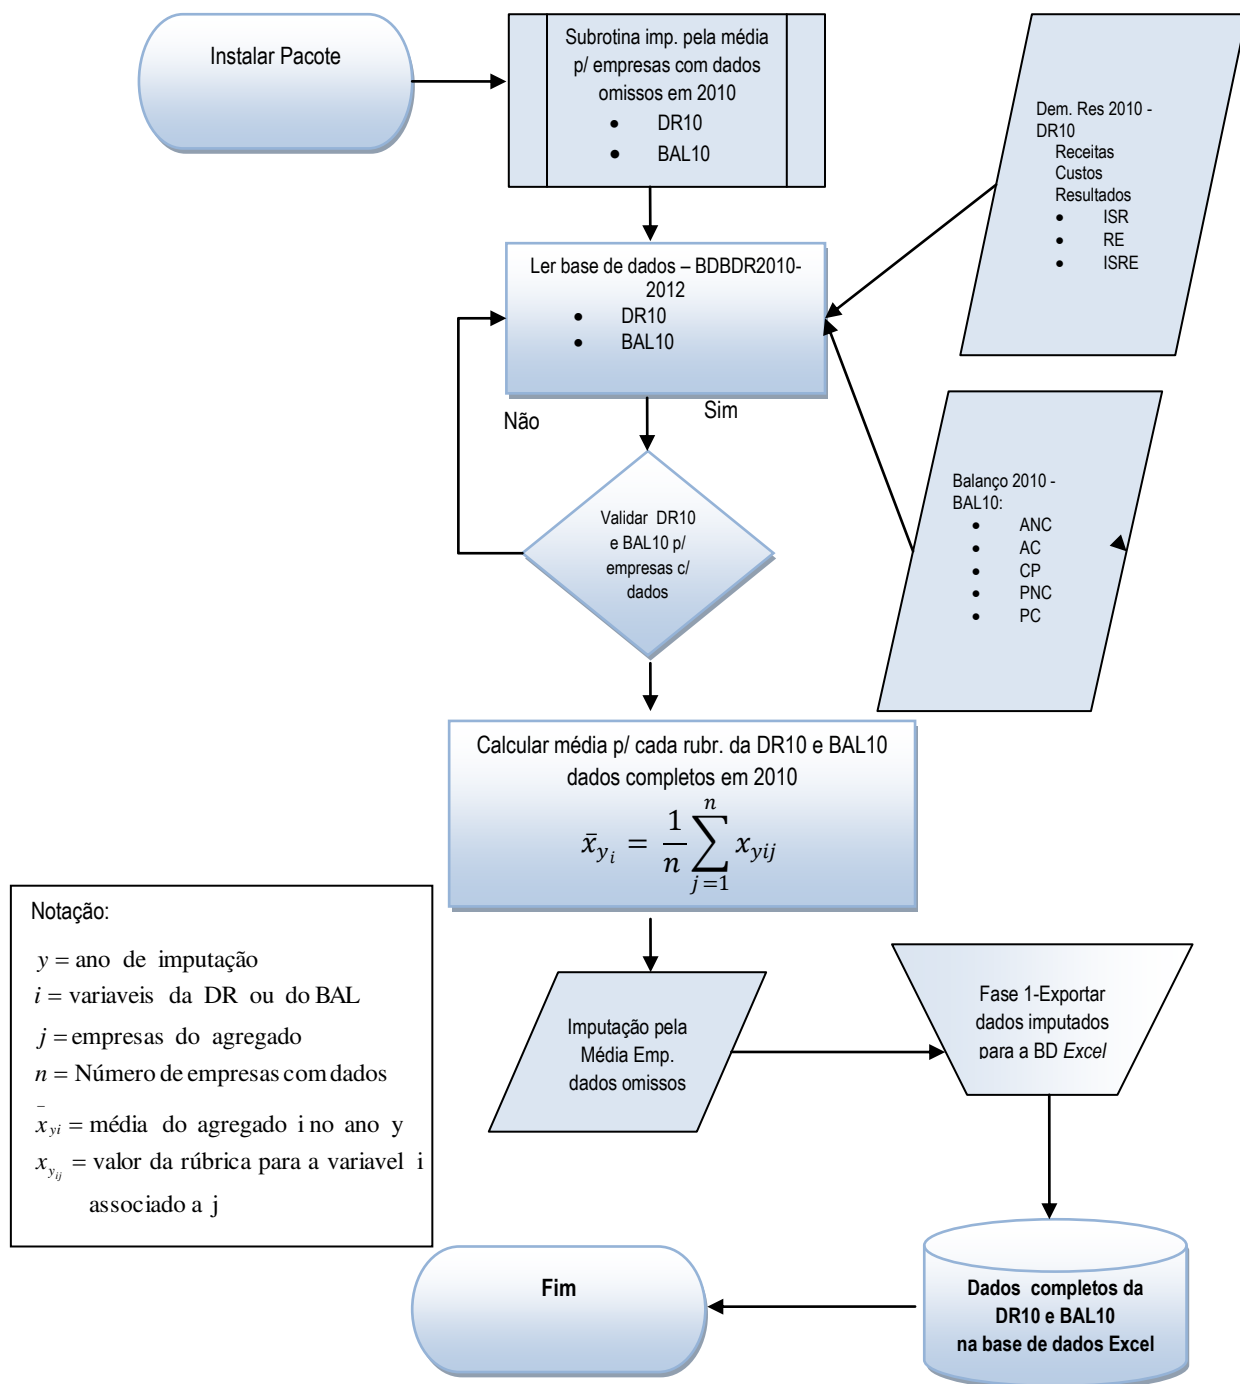 Instalar Pacote
Subrotina imp. pela média
p/ empresas com dados
omissos em 2010
• DR10
• BAL10
Dem. Res 2010 -
DR10
Receitas
Custos
Resultados
• ISR
• RE
• ISRE
Ler base de dados – BDBDR2010-
2012
• DR10
• BAL10
Não
Sim
Validar DR10
e BAL10 p/
empresas c/
dados
Balanço 2010 -
BAL10:
• ANC
• AC
• CP
• PNC
• PC
Calcular média p/ cada rubr. da DR10 e BAL10
dados completos em 2010
x̄_{y_i} = \frac{1}{n} \sum_{j=1}^{n} x_{yij}
Notação:
y = ano de imputação
i = variaveis da DR ou do BAL
j = empresas do agregado
n = Número de empresas com dados
x̄_{yi} = média do agregado i no ano y
x_{y_{ij}} = valor da rúbrica para a variavel i
associado a j
Imputação pela
Média Emp.
dados omissos
Fase 1-Exportar
dados imputados
para a BD Excel
Dados completos da
DR10 e BAL10
na base de dados Excel
Fim